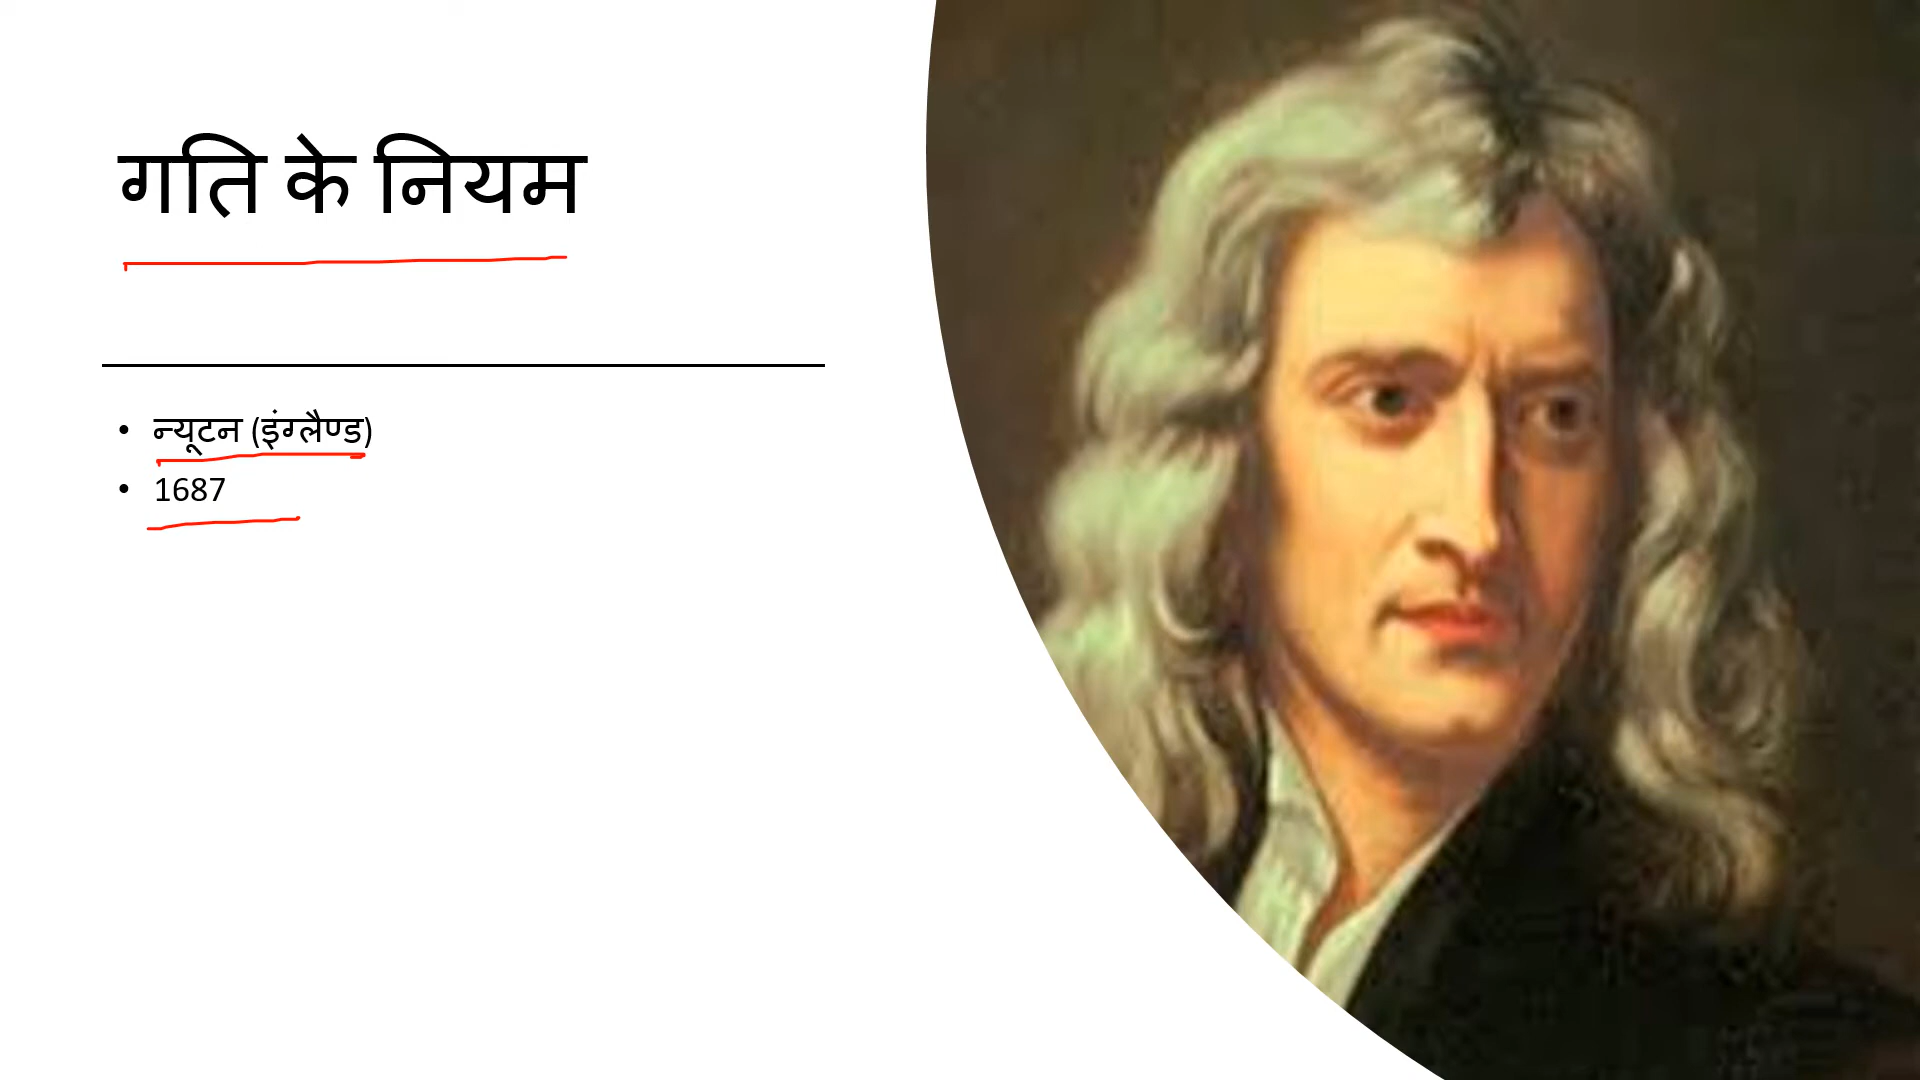 गति के नियम
• न्यूटन (इंग्लैण्ड)
• 1687